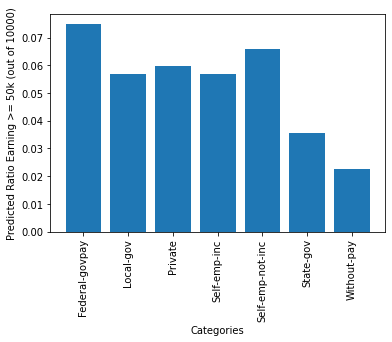 Predicted Ratio Earning >= 50k (out of 10000)
0.07
0.06
0.05
0.04
0.03
0.02
0.01
0.00
Federal-govpay
Local-gov
Private
Self-emp-inc
Self-emp-not-inc
State-gov
Without-pay
Categories